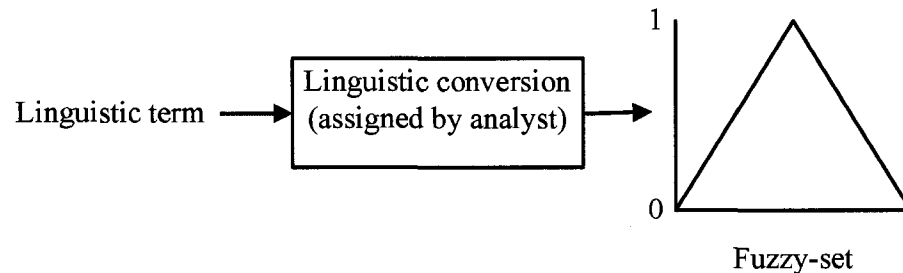 1
Linguistic term
Linguistic conversion
(assigned by analyst)
0
Fuzzy-set